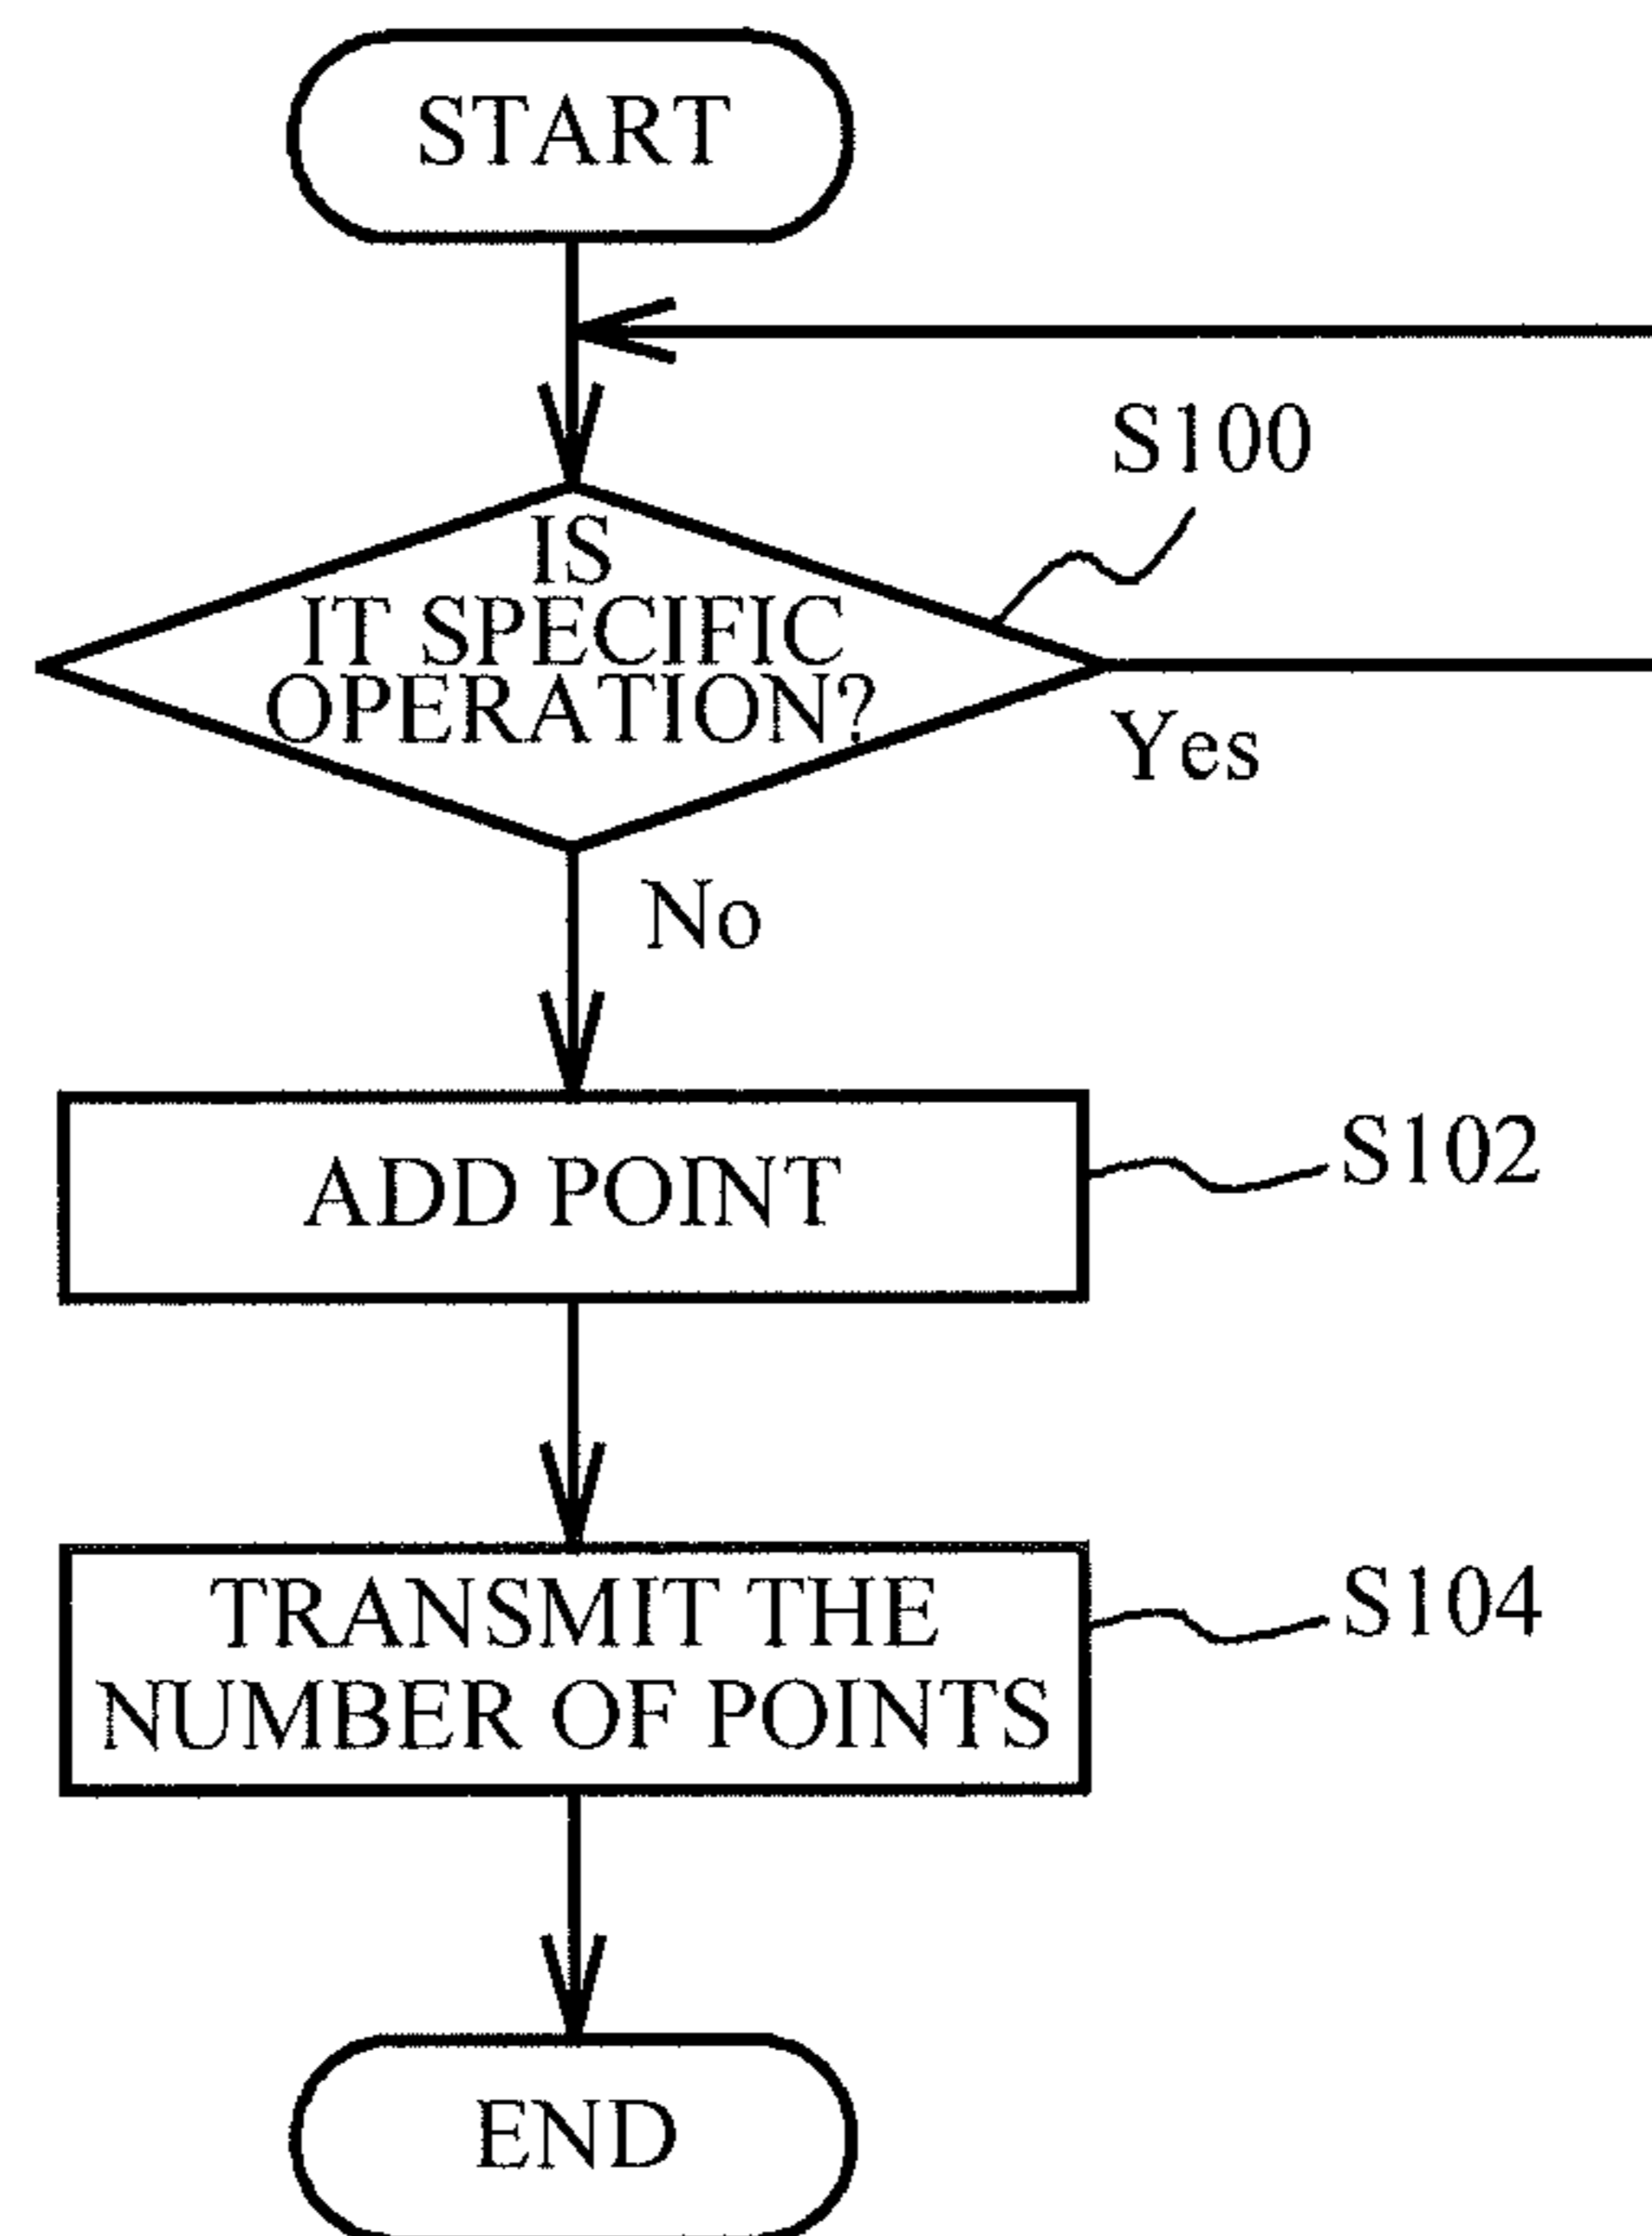 START
S100
IS
IT SPECIFIC
OPERATION?
Yes
No
ADD POINT
S102
TRANSMIT THE
NUMBER OF POINTS
S104
END